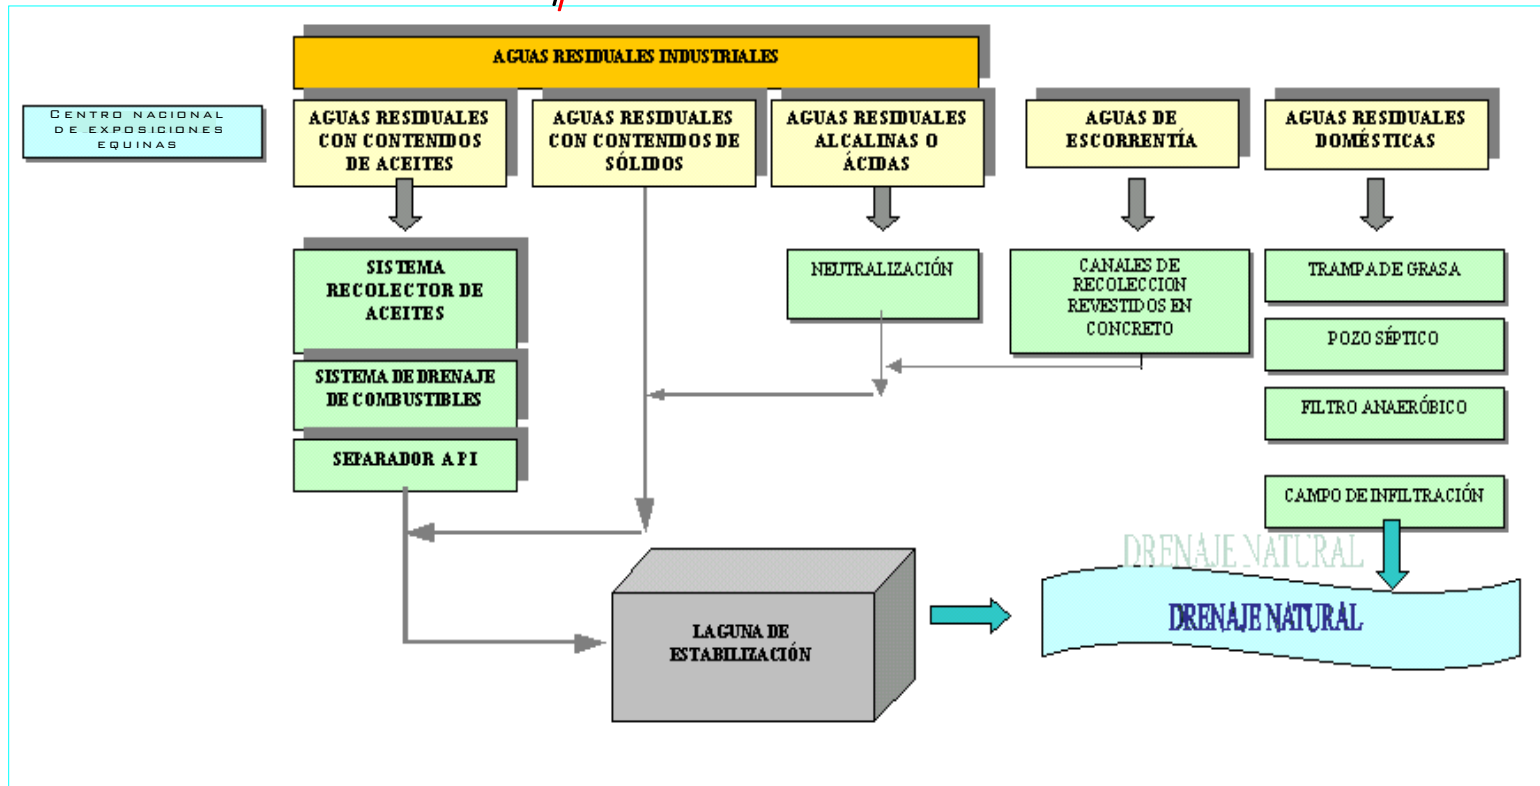 AGUAS RESIDUALES INDUSTRIALES
CENTRO NACIONAL
DE EXPOSICIONES
EQUINAS
AGUAS RESIDUALES
CON CONTENIDOS
DE ACEITES
AGUAS RESIDUALES
CON CONTENIDOS DE
SÓLIDOS
AGUAS RESIDUALES
ALCALINAS O
ÁCIDAS
AGUAS DE
ESCORRENTÍA
AGUAS RESIDUALES
DOMÉSTICAS
SISTEMA
RECOLECTOR DE
ACEITES
NEUTRALIZACIÓN
CANALES DE
RECOLECCION
REVESTIDOS EN
CONCRETO
TRAMPA DE GRASA
POZO SÉPTICO
SISTEMA DE DRENAJE
DE COMBUSTIBLES
FILTRO ANAERÓBICO
SEPARADOR A P I
CAMPO DE INFILTRACIÓN
DRENAJE NATURAL
LAGUNA DE
ESTABILIZACIÓN